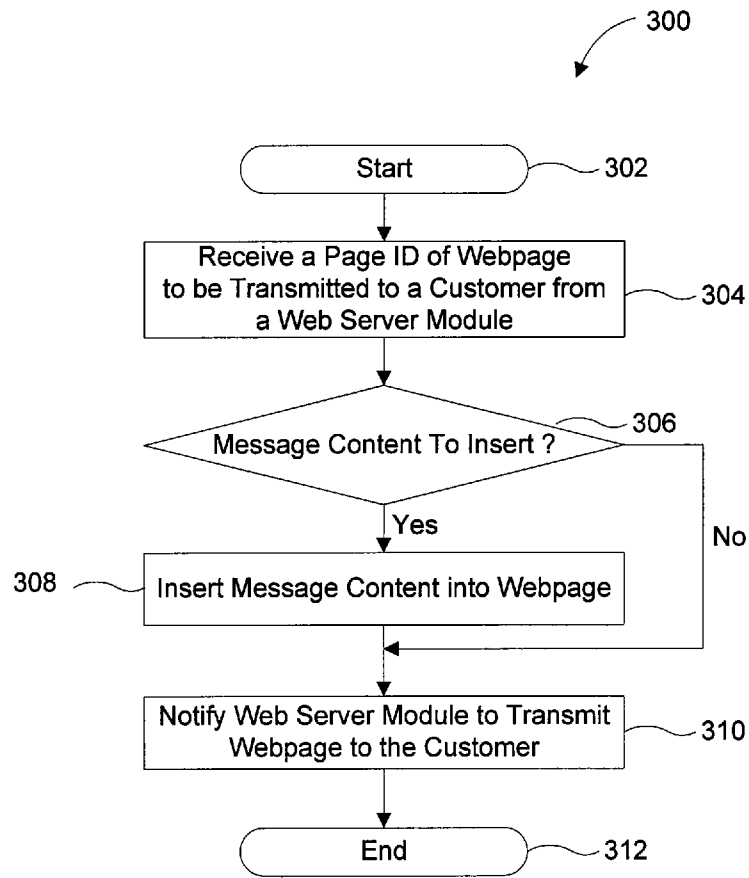 300
Start
302
Receive a Page ID of Webpage
to be Transmitted to a Customer from
a Web Server Module
304
306
Message Content To Insert ?
Yes
No
308
Insert Message Content into Webpage
Notify Web Server Module to Transmit
Webpage to the Customer
310
End
312